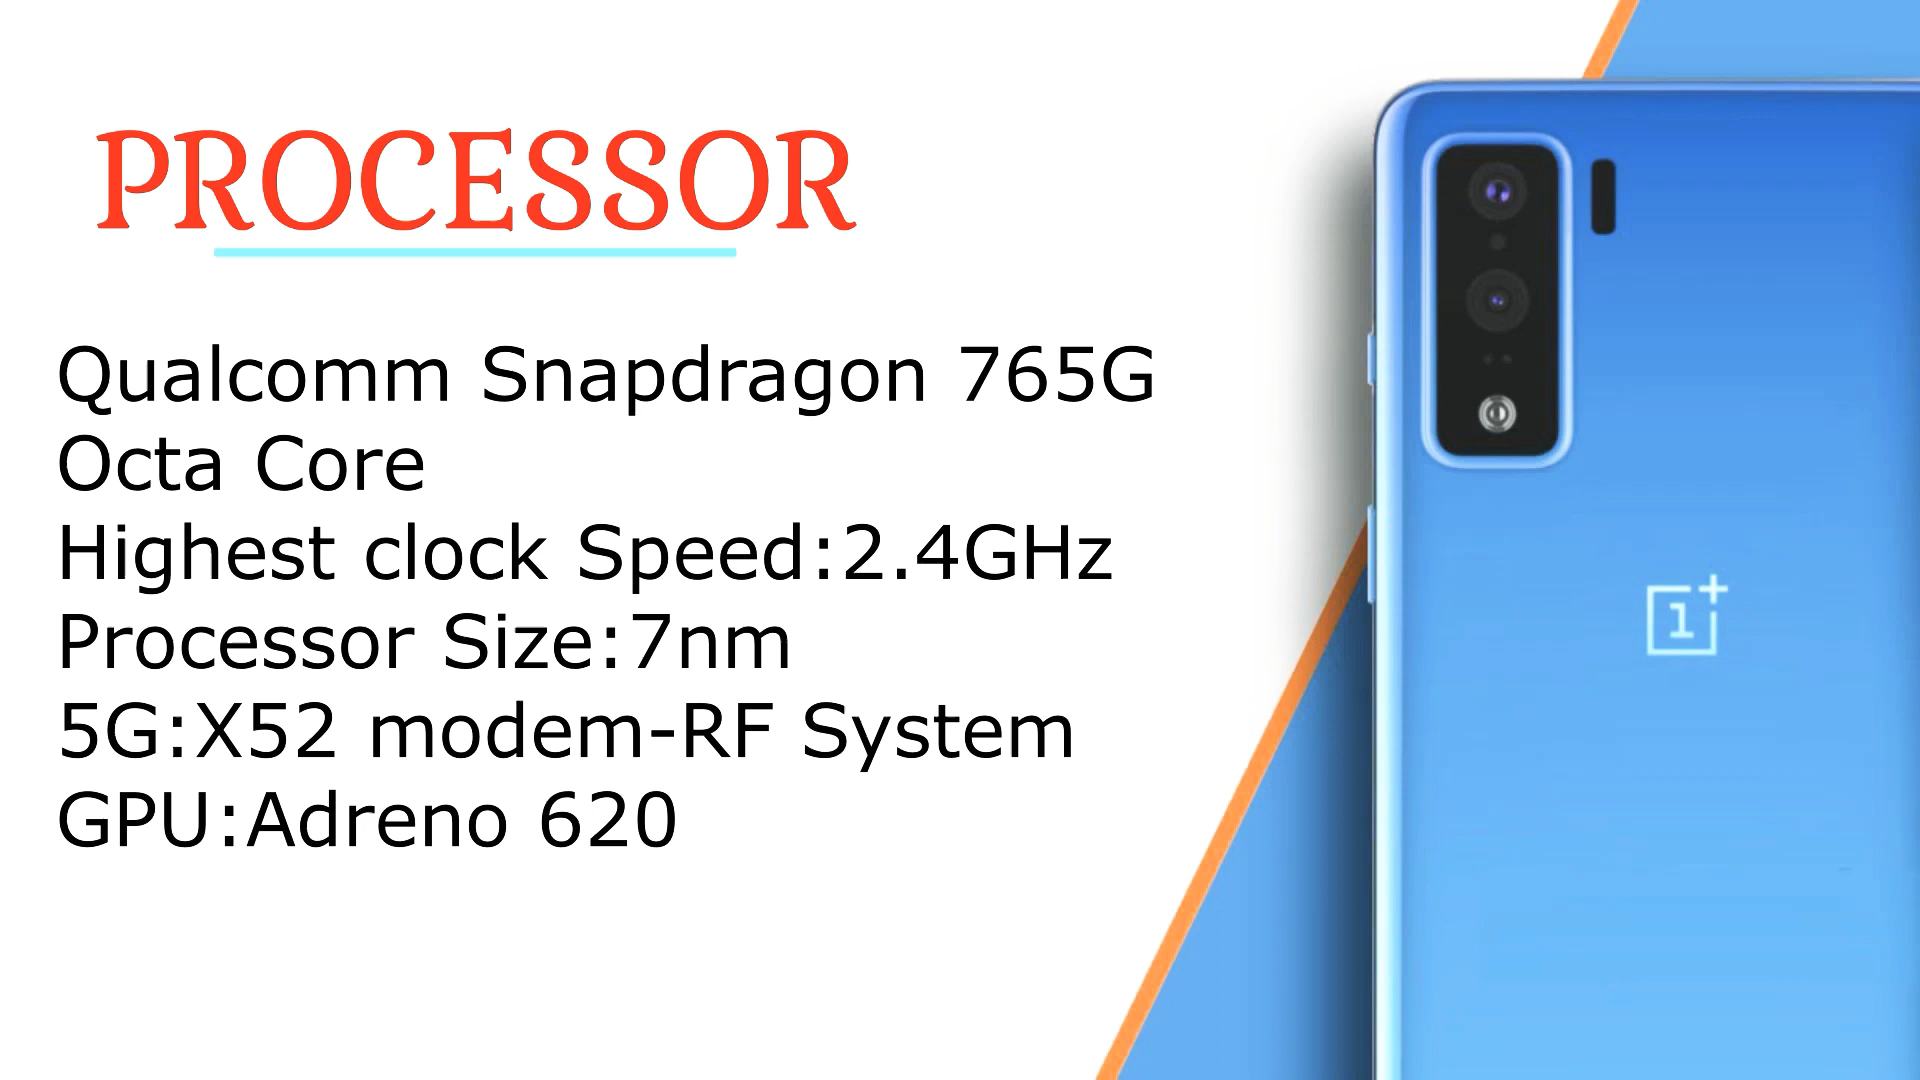 PROCESSOR
Qualcomm Snapdragon 765G
Octa Core
Highest clock Speed:2.4GHz
Processor Size:7nm
5G:X52 modem-RF System
GPU:Adreno 620
1+